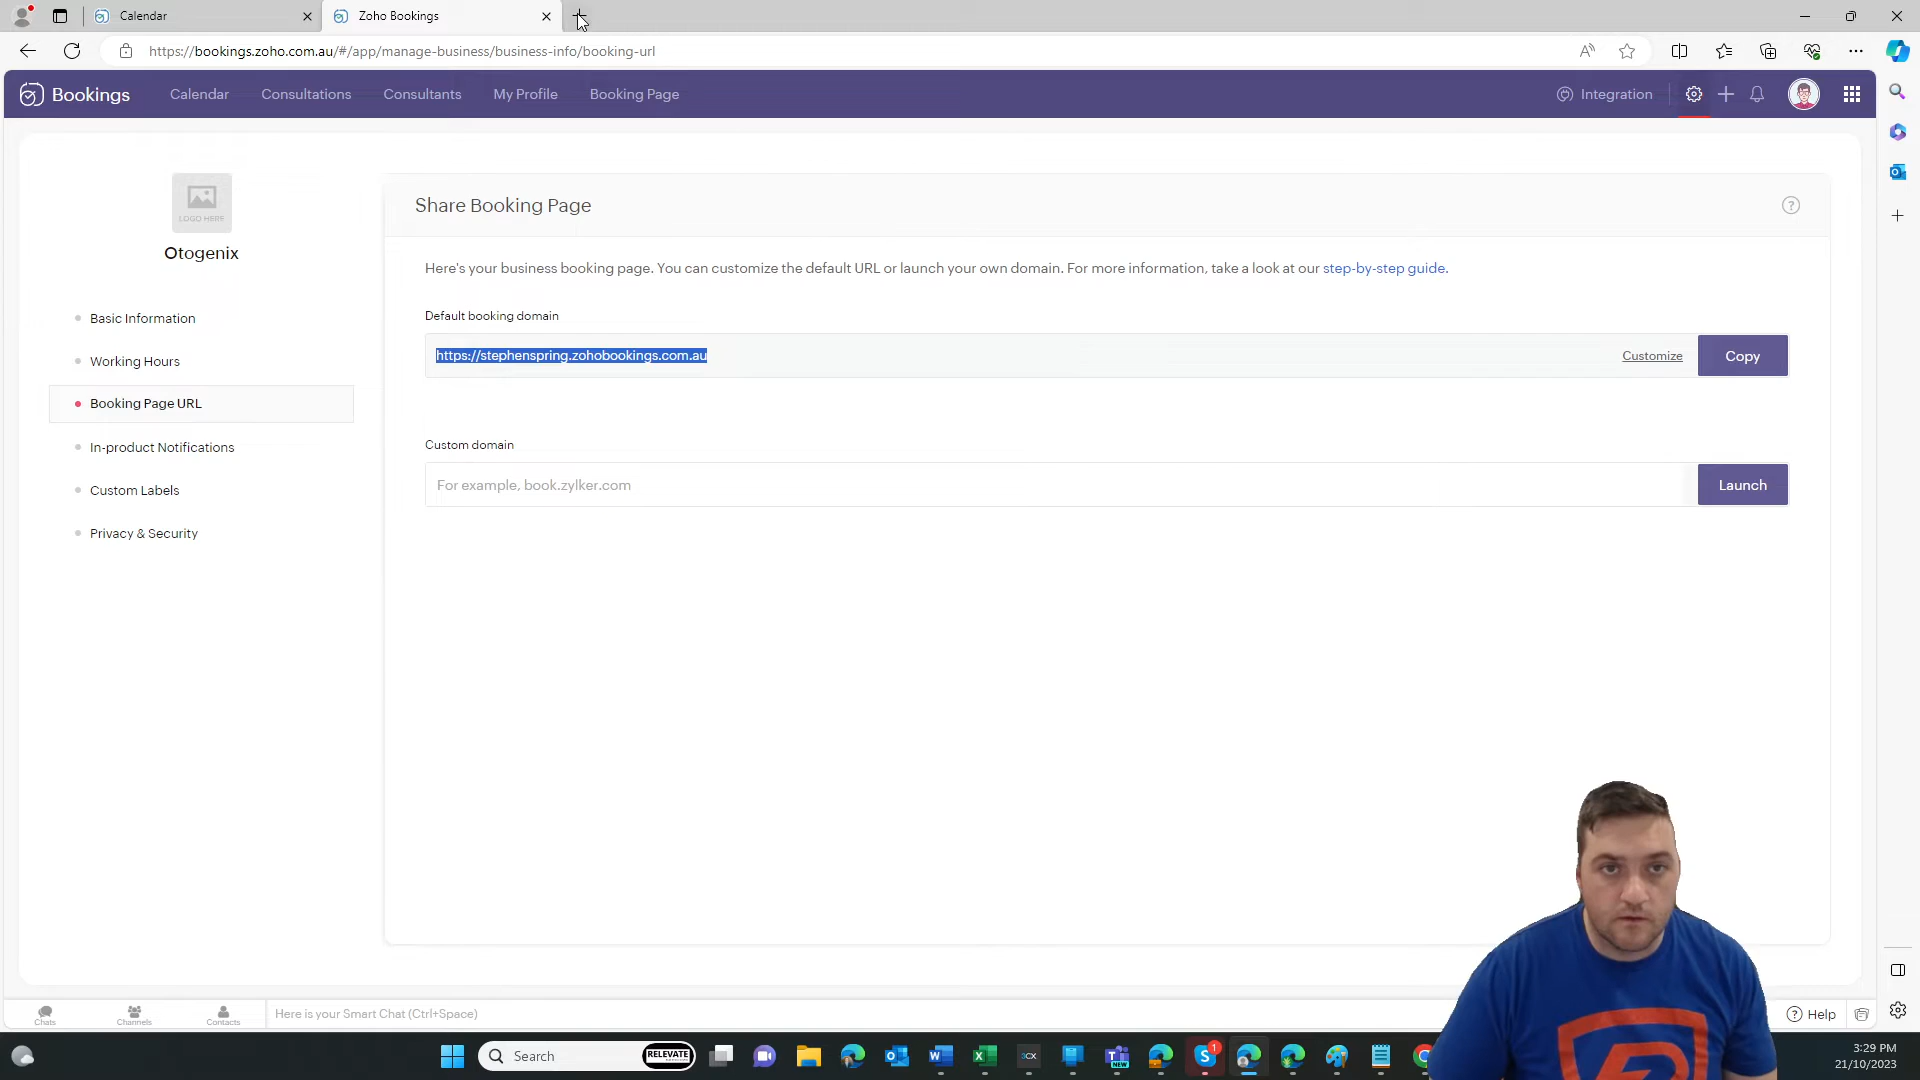 Calendar
Zoho Bookings
https://bookings.zoho.com.au/#/app/manage-business/business-info/booking-url
Bookings
Calendar
Consultations
Consultants
My Profile
Booking Page
Integration
LOGO HERE
Otogenix
Basic Information
Working Hours
Booking Page URL
In-product Notifications
Custom Labels
Privacy & Security
Share Booking Page
?
Here's your business booking page. You can customize the default URL or launch your own domain. For more information, take a look at our step-by-step guide.
Default booking domain
https://stephenspring.zohobookings.com.au
Customize
Copy
Custom domain
For example, book.zylker.com
Launch
Chats
Channels
Contacts
Here is your Smart Chat (Ctrl+Space)
? Help
Search
RELEVATE
3CX
NEW
1
3:29 PM
21/10/2023